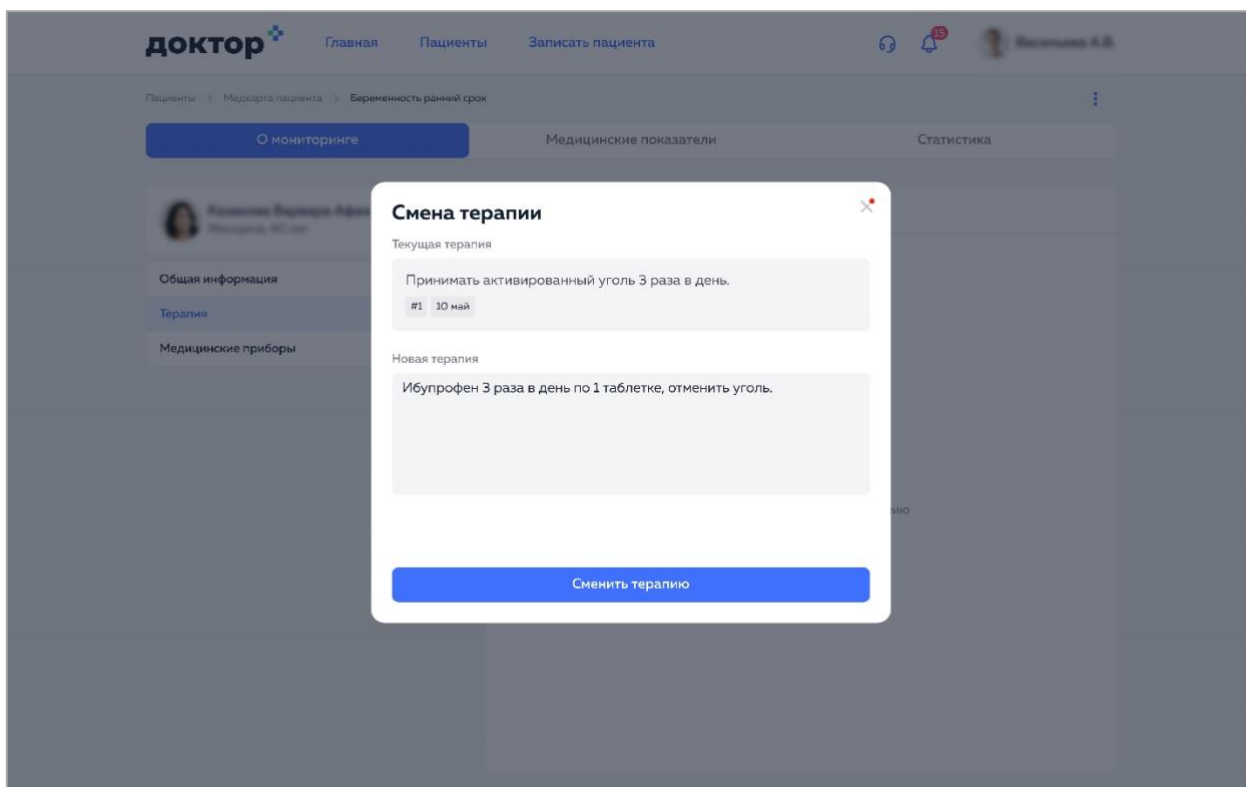 доктор
Главная
Пациенты
Записать пациента
15
Пациенты > Медкарта пациента > Беременность ранний срок
О мониторинге
Медицинские показатели
Статистика
Общая информация
Терапия
Медицинские приборы
Смена терапии
Текущая терапия
Принимать активированный уголь 3 раза в день.
#1 10 май
Новая терапия
Ибупрофен 3 раза в день по 1 таблетке, отменить уголь.
Сменить терапию